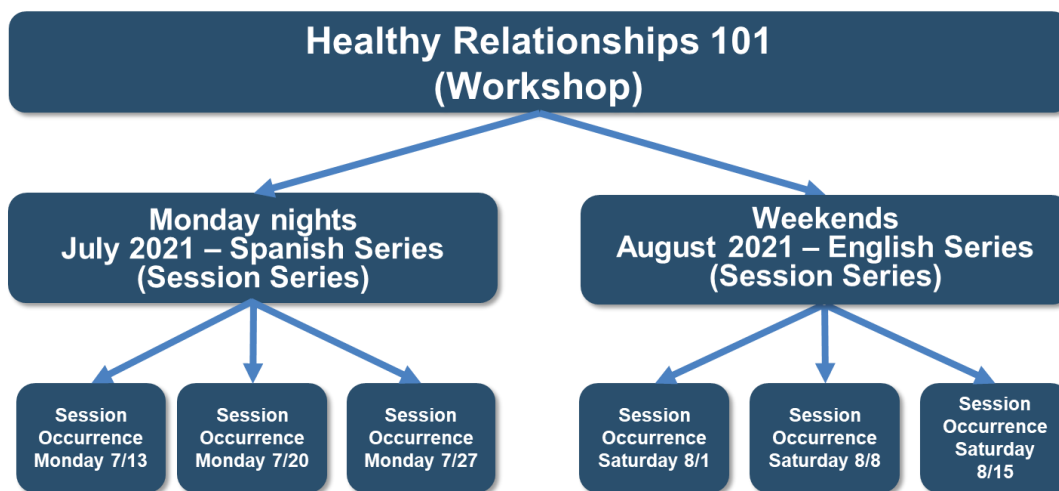 Healthy Relationships 101
(Workshop)
Monday nights
July 2021 – Spanish Series
(Session Series)
Weekends
August 2021 – English Series
(Session Series)
Session
Occurrence
Monday 7/13
Session
Occurrence
Monday 7/20
Session
Occurrence
Monday 7/27
Session
Occurrence
Saturday 8/1
Session
Occurrence
Saturday 8/8
Session
Occurrence
Saturday
8/15